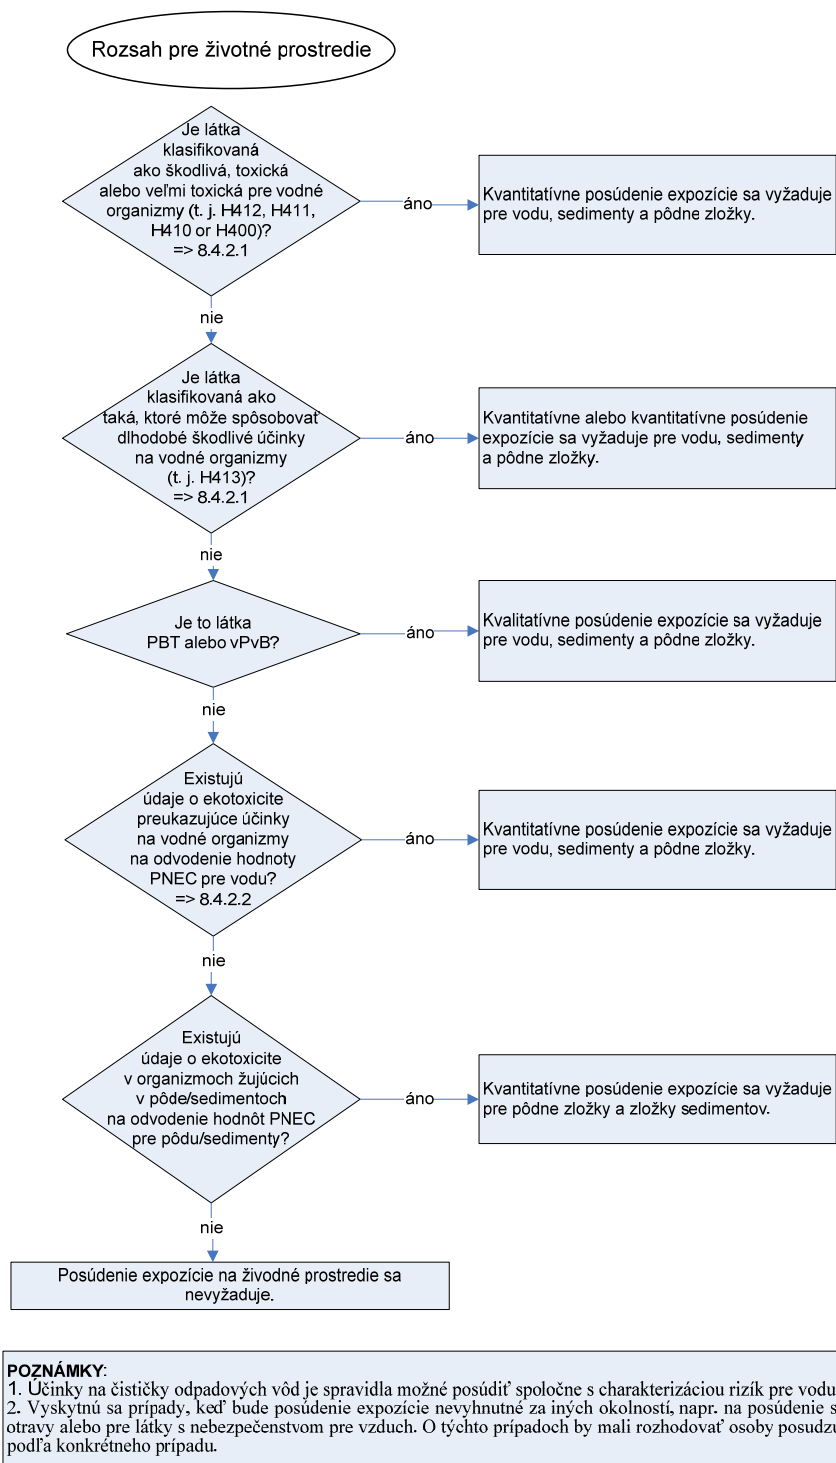 Rozsah pre životné prostredie
Je látka
klasifikovaná
ako škodlivá, toxická
alebo veľmi toxická pre vodné
organizmy (t. j. H412, H411,
H410 or H400)?
=> 8.4.2.1
áno
Kvantitatívne posúdenie expozície sa vyžaduje
pre vodu, sedimenty a pôdne zložky.
nie
Je látka
klasifikovaná ako
taká, ktoré môže spôsobovať
dlhodobé škodlivé účinky
na vodné organizmy
(t. j. H413)?
=> 8.4.2.1
áno
Kvantitatívne alebo kvantitatívne posúdenie
expozície sa vyžaduje pre vodu, sedimenty
a pôdne zložky.
nie
Je to látka
PBT alebo vPvB?
áno
Kvalitatívne posúdenie expozície sa vyžaduje
pre vodu, sedimenty a pôdne zložky.
nie
Existujú
údaje o ekotoxicite
preukazujúce účinky
na vodné organizmy
na odvodenie hodnoty
PNEC pre vodu?
=> 8.4.2.2
áno
Kvantitatívne posúdenie expozície sa vyžaduje
pre vodu, sedimenty a pôdne zložky.
nie
Existujú
údaje o ekotoxicite
v organizmoch žujúcich
v pôde/sedimentoch
na odvodenie hodnôt PNEC
pre pôdu/sedimenty?
áno
Kvantitatívne posúdenie expozície sa vyžaduje
pre pôdne zložky a zložky sedimentov.
nie
Posúdenie expozície na živodné prostredie sa
nevyžaduje.
POZNÁMKY:
1. Účinky na čističky odpadových vôd je spravidla možné posúdiť spoločne s charakterizáciou rizík pre vodu
2. Vyskytnú sa prípady, keď bude posúdenie expozície nevyhnutné za iných okolností, napr. na posúdenie s
otravy alebo pre látky s nebezpečenstvom pre vzduch. O týchto prípadoch by mali rozhodovať osoby posudzu
podľa konkrétneho prípadu.